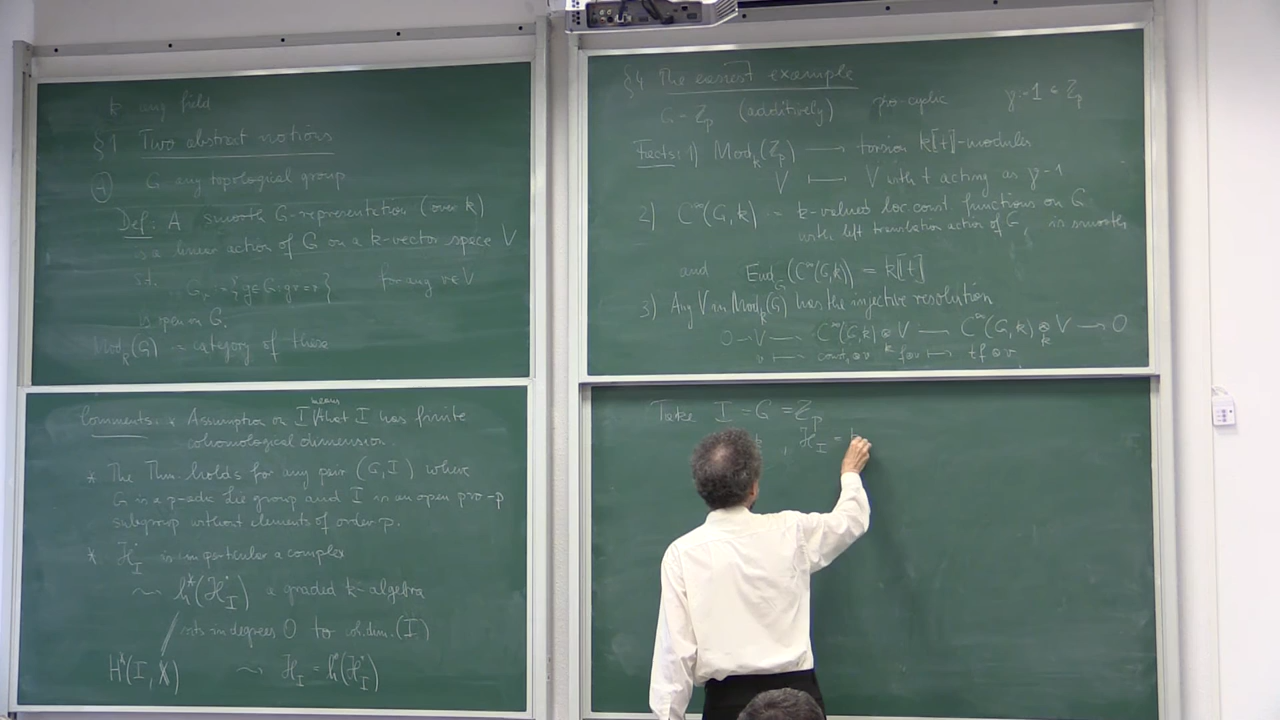 k any field
§1 Two abstract notions
G any topological group
Def: A smooth G-representation (over k)
is a linear action of G on a k-vector space V
s.t. G_v := {g∈G : gv = v} for any v∈V
is open in G.
Mod_k(G) := category of these
Comments: * Assumption on I means that I has finite
cohomological dimension
* The Thm. holds for any pair (G, I) where
G is a p-adic Lie group and I is an open pro-p
subgroup without elements of order p.
* H_I^• is in particular a complex
⇝ h^*(H_I^•) a graded k-algebra
sits in degrees 0 to coh.dim.(I)
H^*(I, X) ⇝ H_I = h^0(H_I^•)
§4 The easiest example
G = Z_p (additively) pro-cyclic γ := 1 ∈ Z_p
Facts: 1) Mod_k(Z_p) ⟶ torsion k[[t]]-modules
V ⟼ V with t acting as γ-1
2) C^∞(G, k) := k-valued loc. const. functions on G
with left translation action of G, is smooth
and End_G(C^∞(G,k)) = k[[t]]
3) Any V in Mod_k(G) has the injective resolution
0 → V ⟶ C^∞(G,k) ⊗_k V ⟶ C^∞(G,k) ⊗_k V ⟶ 0
v ⟼ const_1 ⊗ v f⊗v ⟼ tf ⊗ v
Take I = G = Z_p
, H_I =